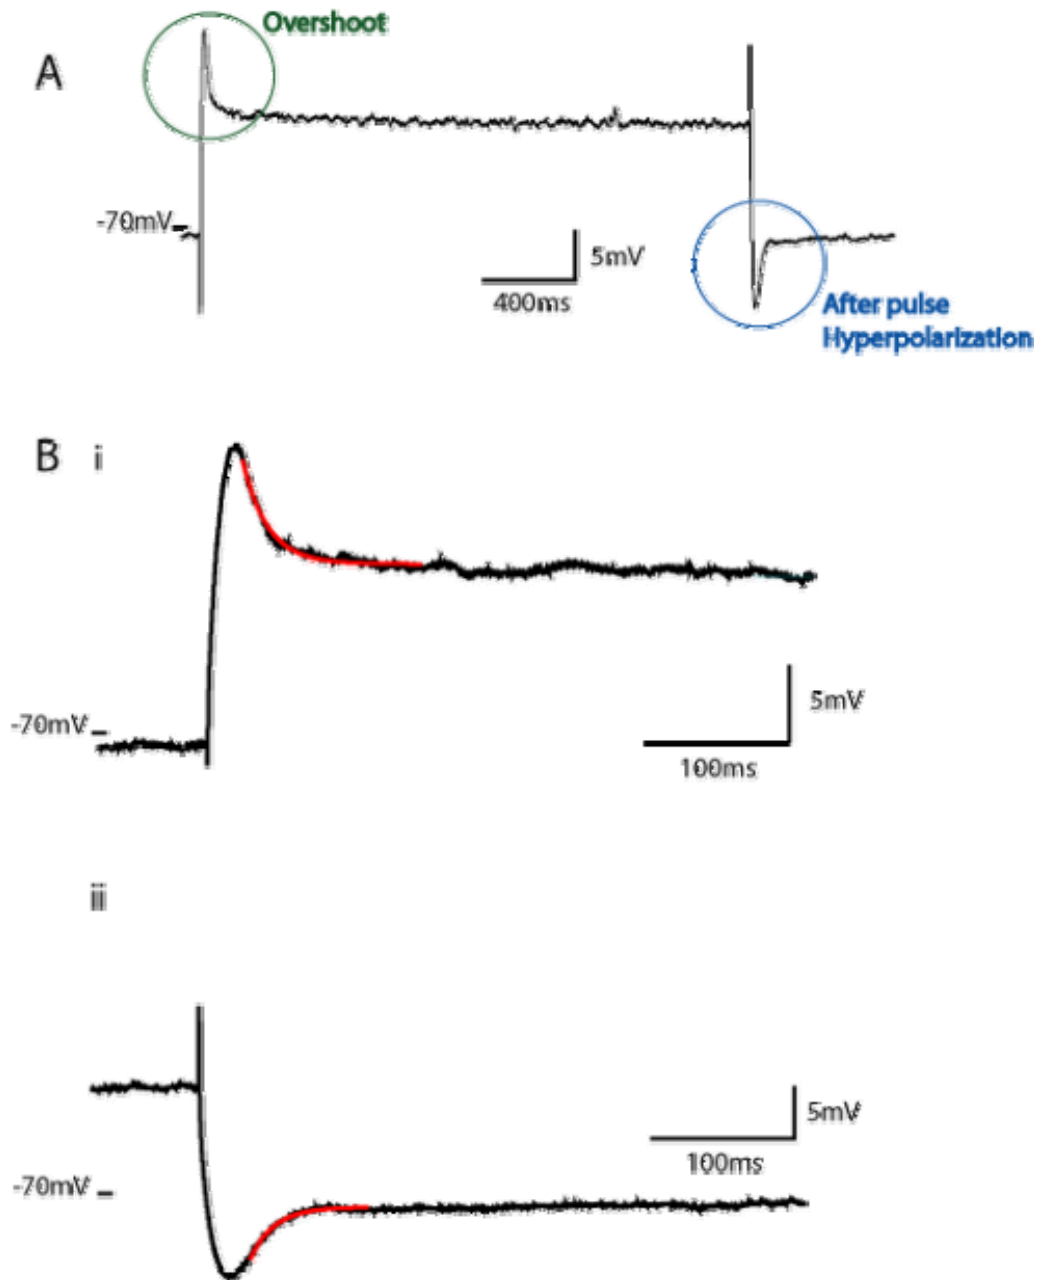 Overshoot
A
-70mV
5mV
400ms
After pulse
Hyperpolarization
B i
5mV
-70mV
100ms
ii
5mV
100ms
-70mV